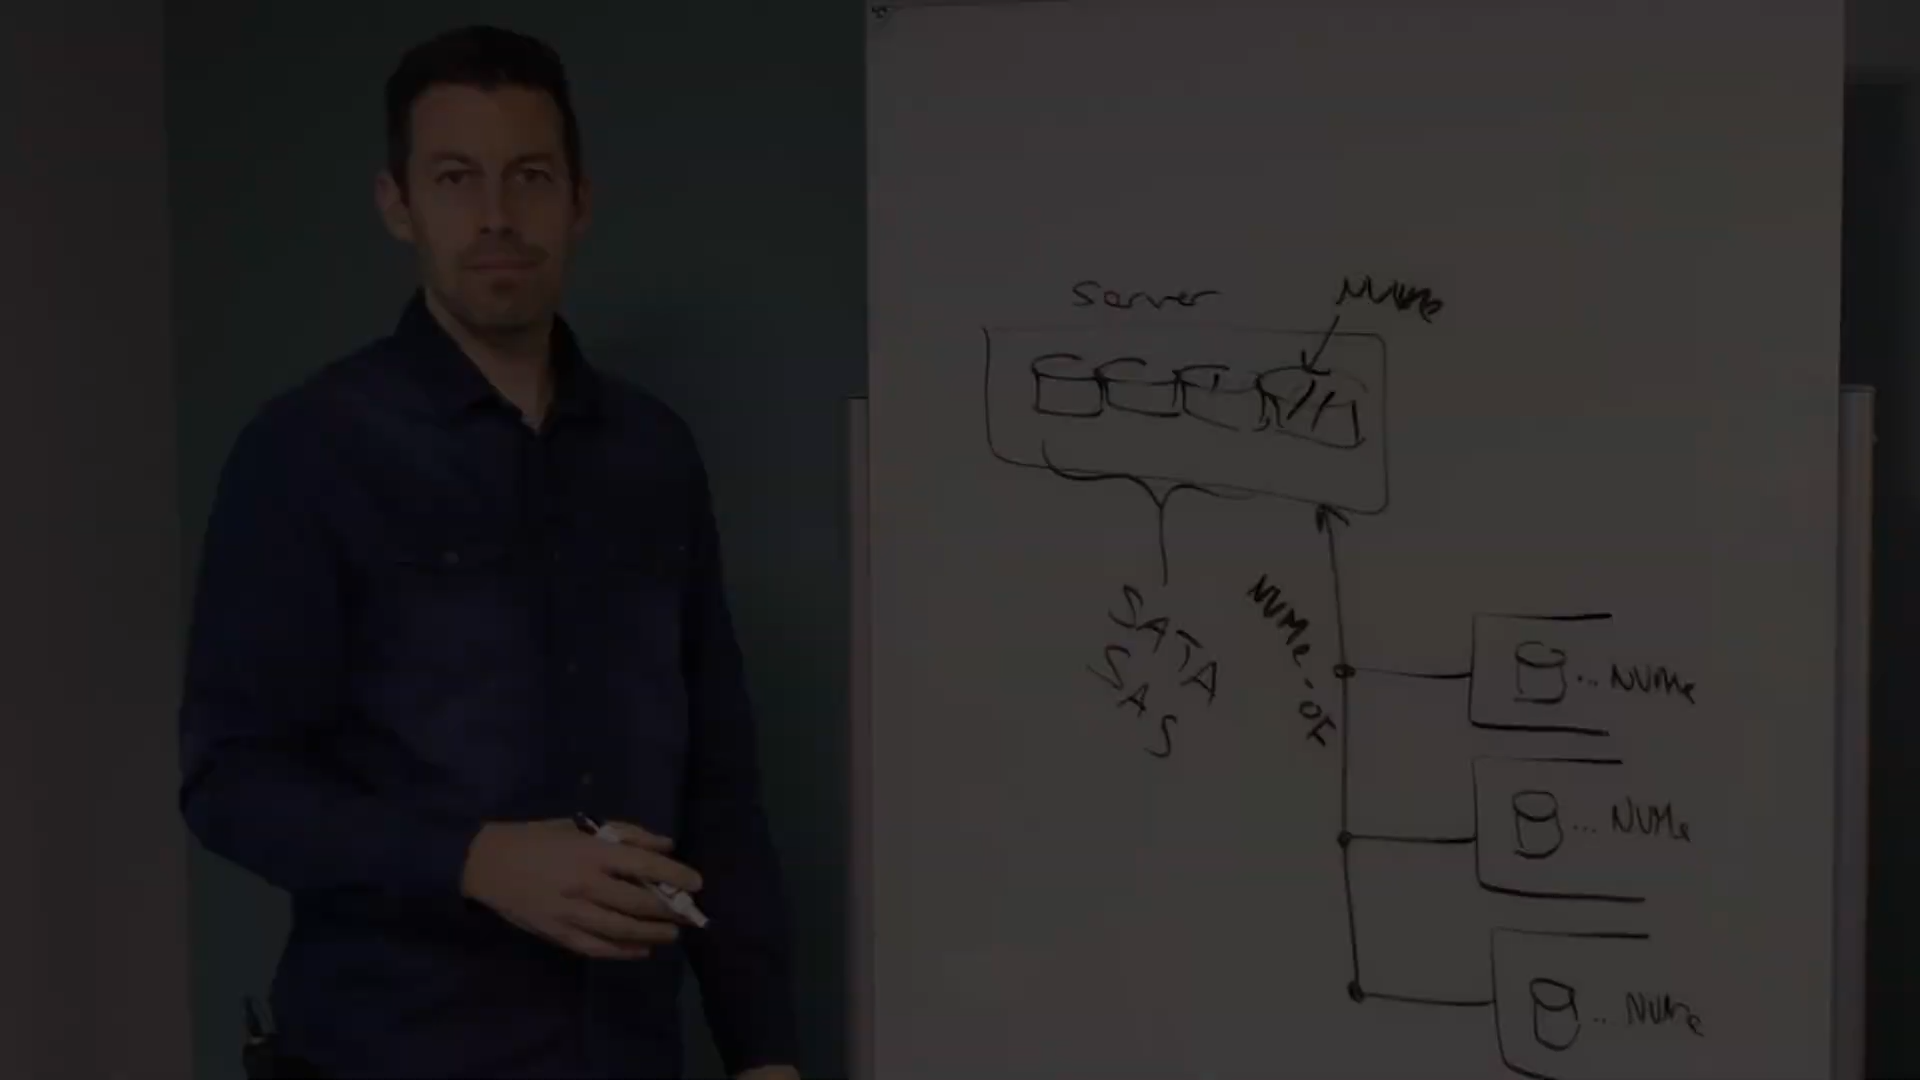 Server
NVMe
SATA
SAS
NVMe-OF
... NVMe
... NVMe
.. NVMe